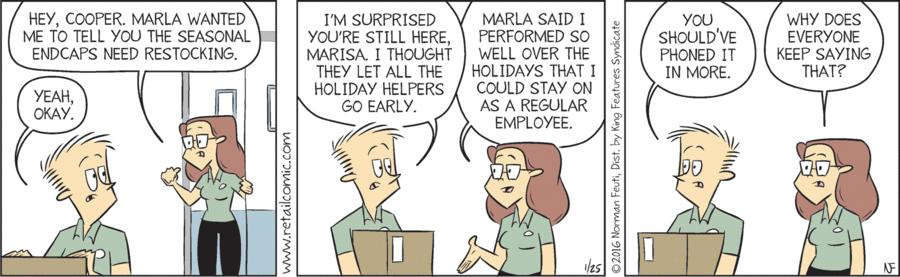 HEY, COOPER. MARLA WANTED
ME TO TELL YOU THE SEASONAL
ENDCAPS NEED RESTOCKING.
YEAH,
OKAY.
www.retailcomic.com
I'M SURPRISED
YOU'RE STILL HERE,
MARISA. I THOUGHT
THEY LET ALL THE
HOLIDAY HELPERS
GO EARLY.
MARLA SAID I
PERFORMED SO
WELL OVER THE
HOLIDAYS THAT I
COULD STAY ON
AS A REGULAR
EMPLOYEE.
1/25
©2016 Norman Feuti, Dist. by King Features Syndicate
YOU
SHOULD'VE
PHONED IT
IN MORE.
WHY DOES
EVERYONE
KEEP SAYING
THAT?
NF